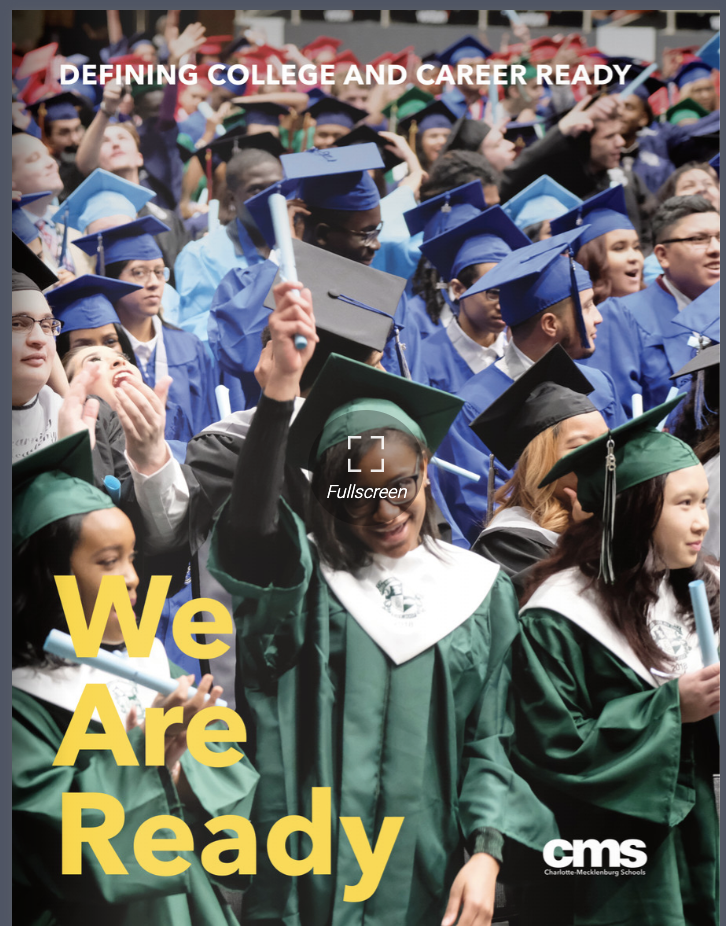 DEFINING COLLEGE AND CAREER READY
Fullscreen
We
Are
Ready
cms
Charlotte-Mecklenburg Schools